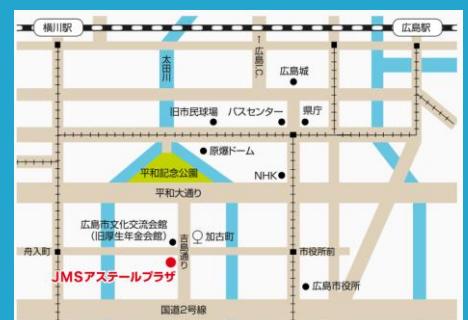 横川駅
広島駅
太田川
↑広島I.C.
広島城
旧市民球場
バスセンター
県庁
原爆ドーム
平和記念公園
NHK
平和大通り
広島市文化交流会館
(旧厚生年金会館)
吉島通り
加古町
舟入町
市役所前
JMSアステールプラザ
広島市役所
国道2号線